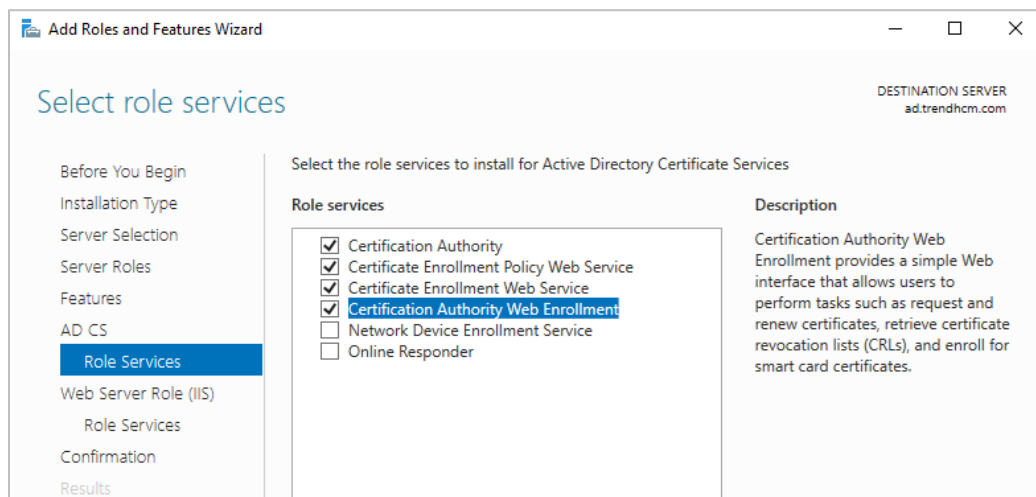 Add Roles and Features Wizard
Select role services
DESTINATION SERVER
ad.trendhcm.com
Before You Begin
Installation Type
Server Selection
Server Roles
Features
AD CS
Role Services
Web Server Role (IIS)
Role Services
Confirmation
Results
Select the role services to install for Active Directory Certificate Services
Role services
Certification Authority
Certificate Enrollment Policy Web Service
Certificate Enrollment Web Service
Certification Authority Web Enrollment
Network Device Enrollment Service
Online Responder
Description
Certification Authority Web
Enrollment provides a simple Web
interface that allows users to
perform tasks such as request and
renew certificates, retrieve certificate
revocation lists (CRLs), and enroll for
smart card certificates.